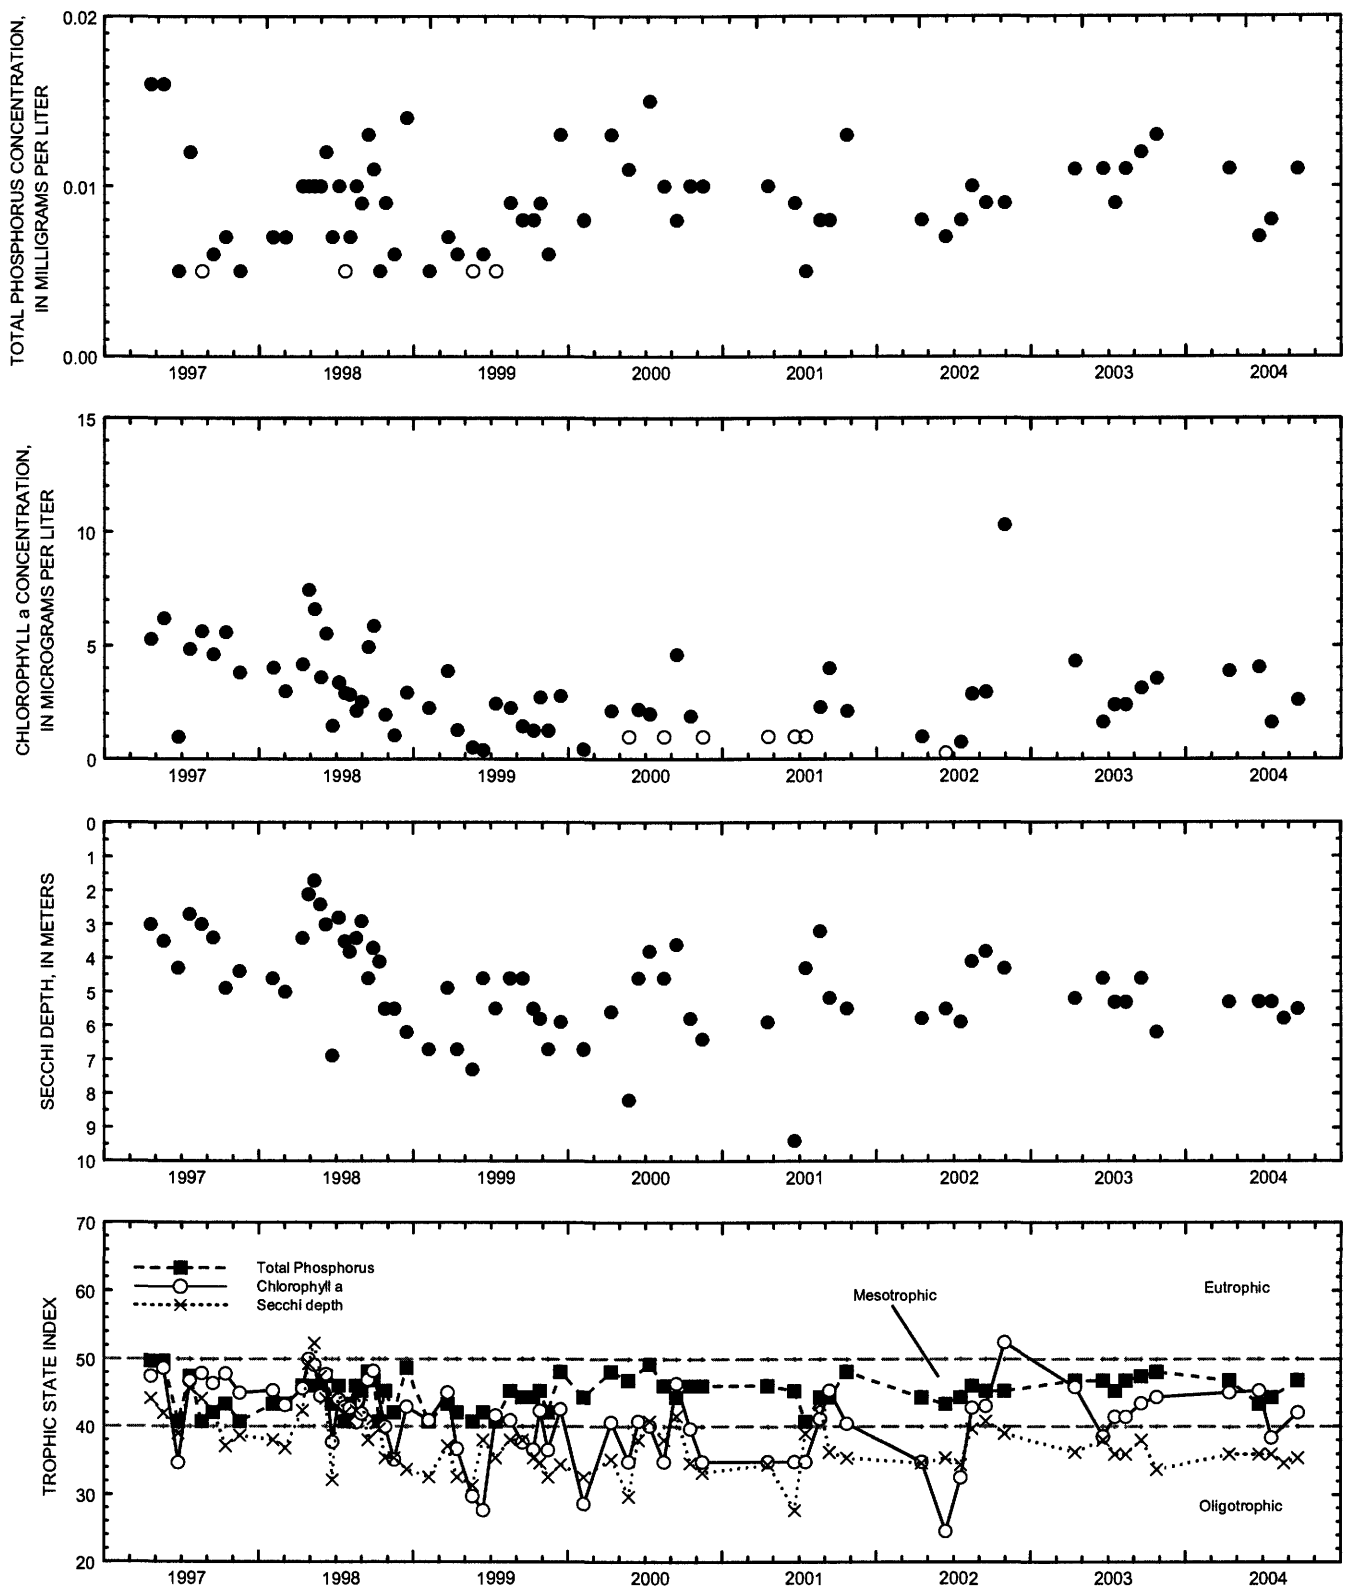 TOTAL PHOSPHORUS CONCENTRATION,
IN MILLIGRAMS PER LITER
0.02
0.01
0.00
1997 1998 1999 2000 2001 2002 2003 2004
CHLOROPHYLL a CONCENTRATION,
IN MICROGRAMS PER LITER
15
10
5
0
1997 1998 1999 2000 2001 2002 2003 2004
SECCHI DEPTH, IN METERS
0
1
2
3
4
5
6
7
8
9
10
1997 1998 1999 2000 2001 2002 2003 2004
TROPHIC STATE INDEX
70
60
50
40
30
20
Total Phosphorus
Chlorophyll a
Secchi depth
Mesotrophic
Eutrophic
Oligotrophic
1997 1998 1999 2000 2001 2002 2003 2004